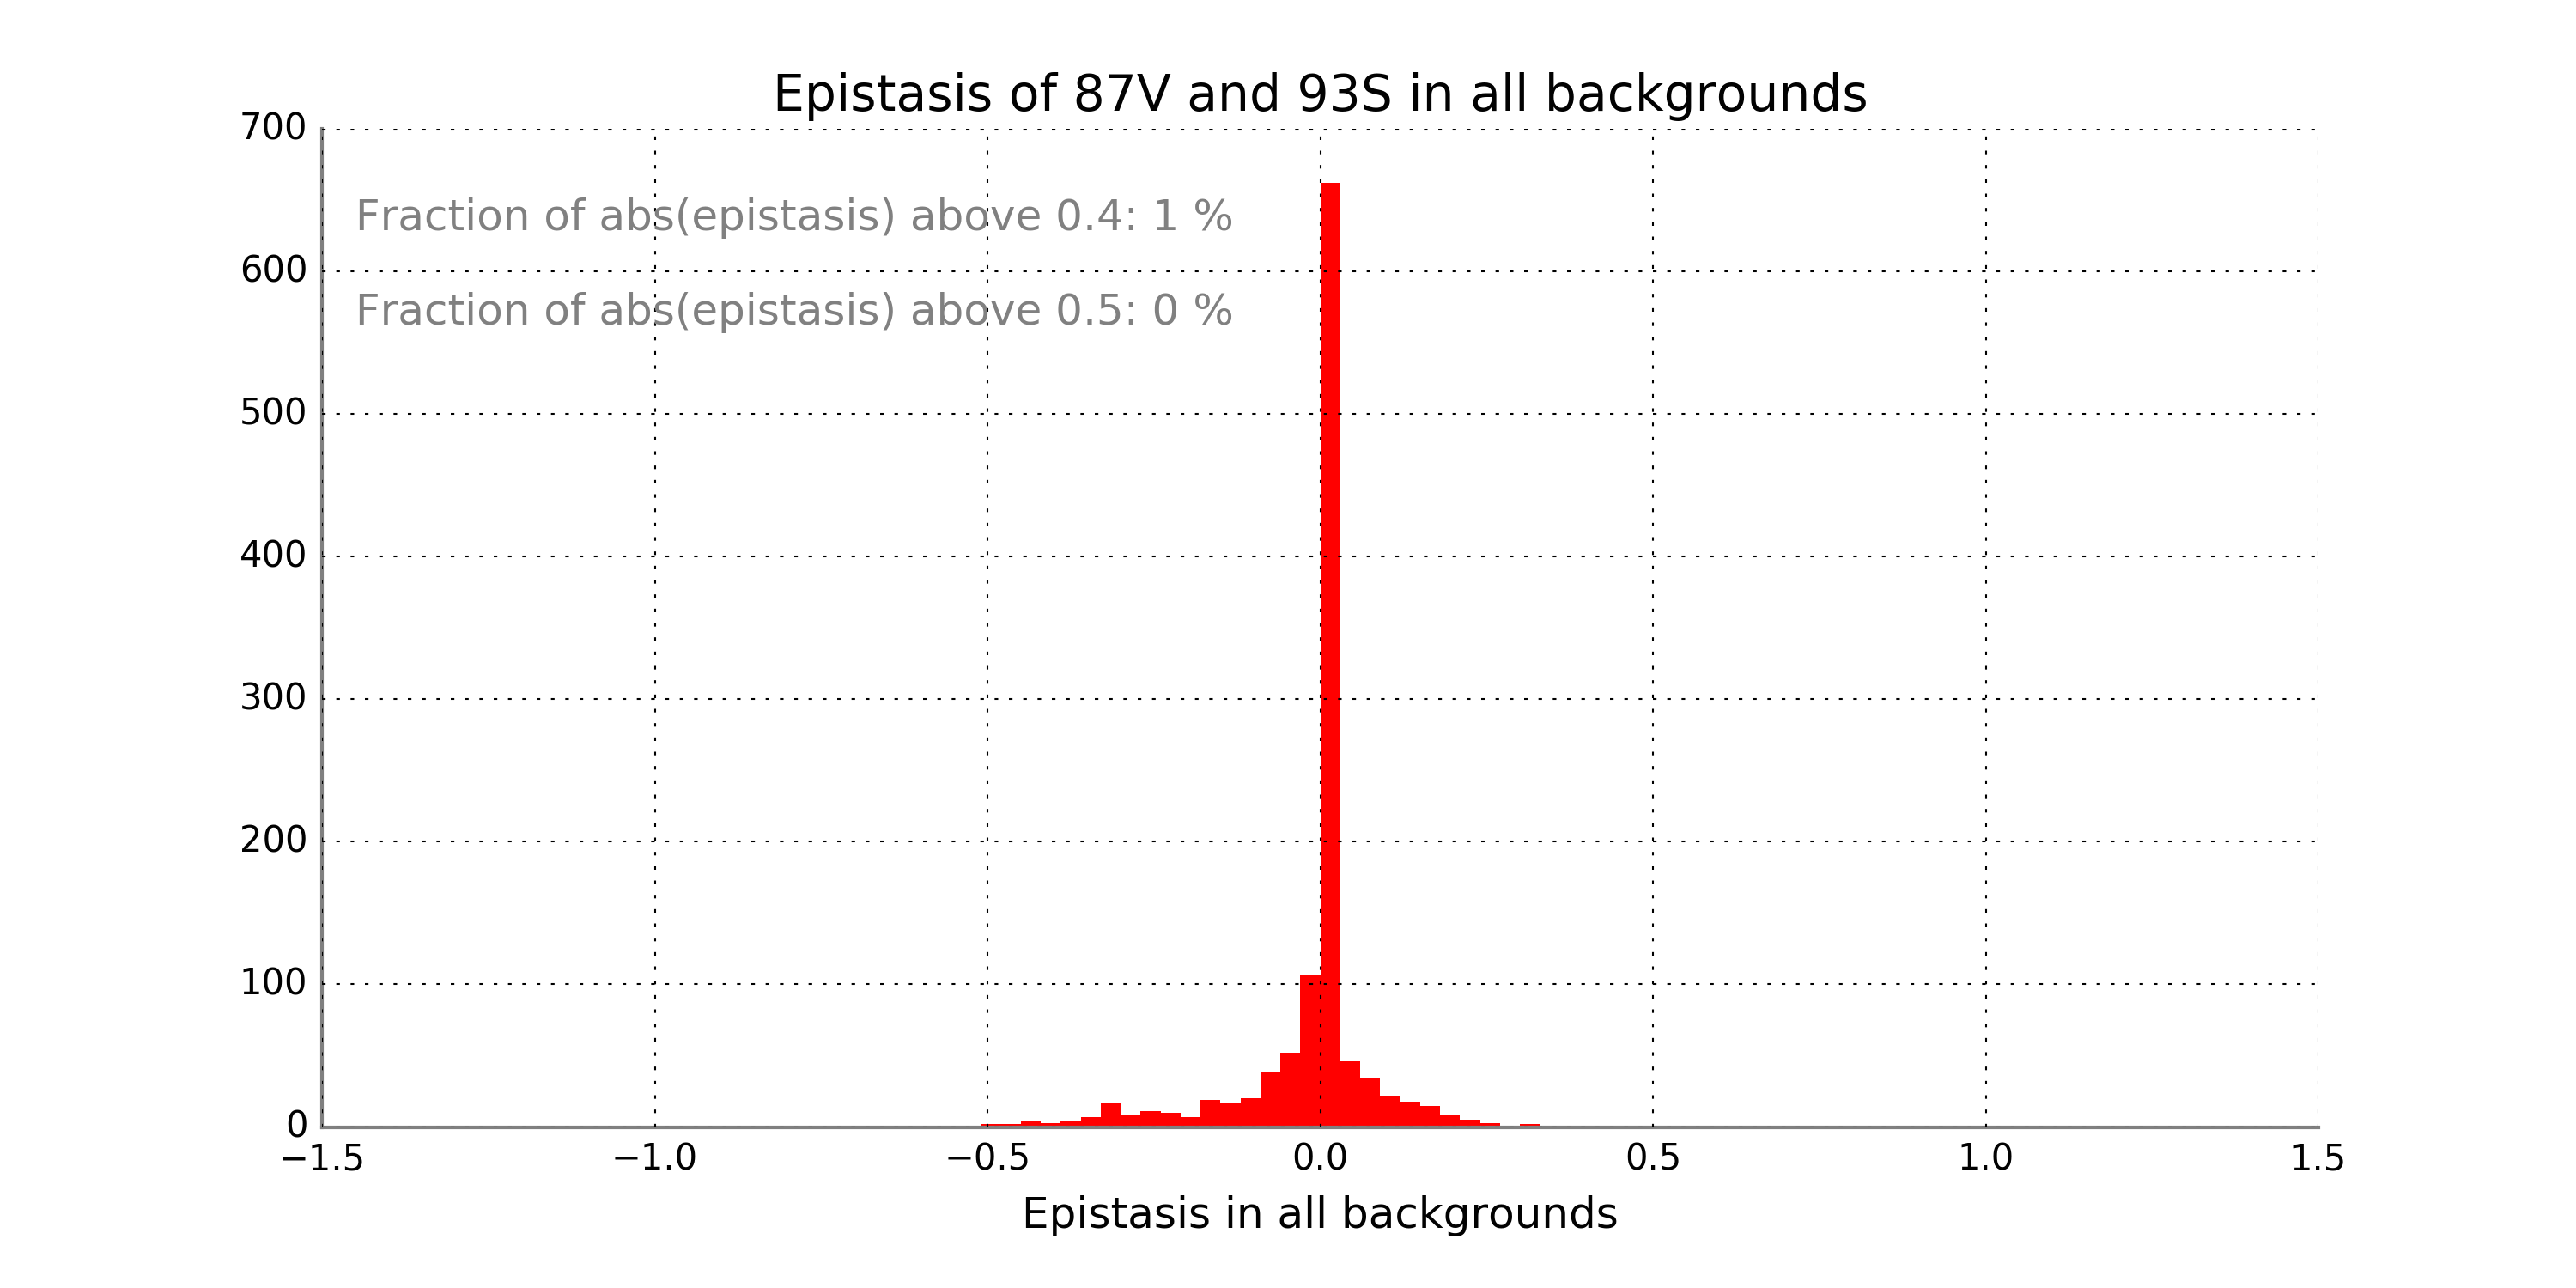 Epistasis of 87V and 93S in all backgrounds
700
Fraction of abs(epistasis) above 0.4: 1 %
600
Fraction of abs(epistasis) above 0.5: 0 %
500
400
300
200
100
0
−1.5 −1.0 −0.5 0.0 0.5 1.0 1.5
Epistasis in all backgrounds